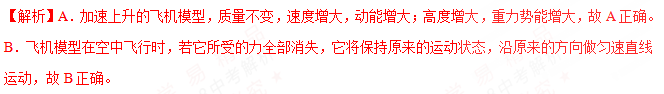 【解析】A．加速上升的飞机模型，质量不变，速度增大，动能增大；高度增大，重力势能增大，故 A 正确。
B．飞机模型在空中飞行时，若它所受的力全部消失，它将保持原来的运动状态，沿原来的方向做匀速直线
运动，故 B 正确。